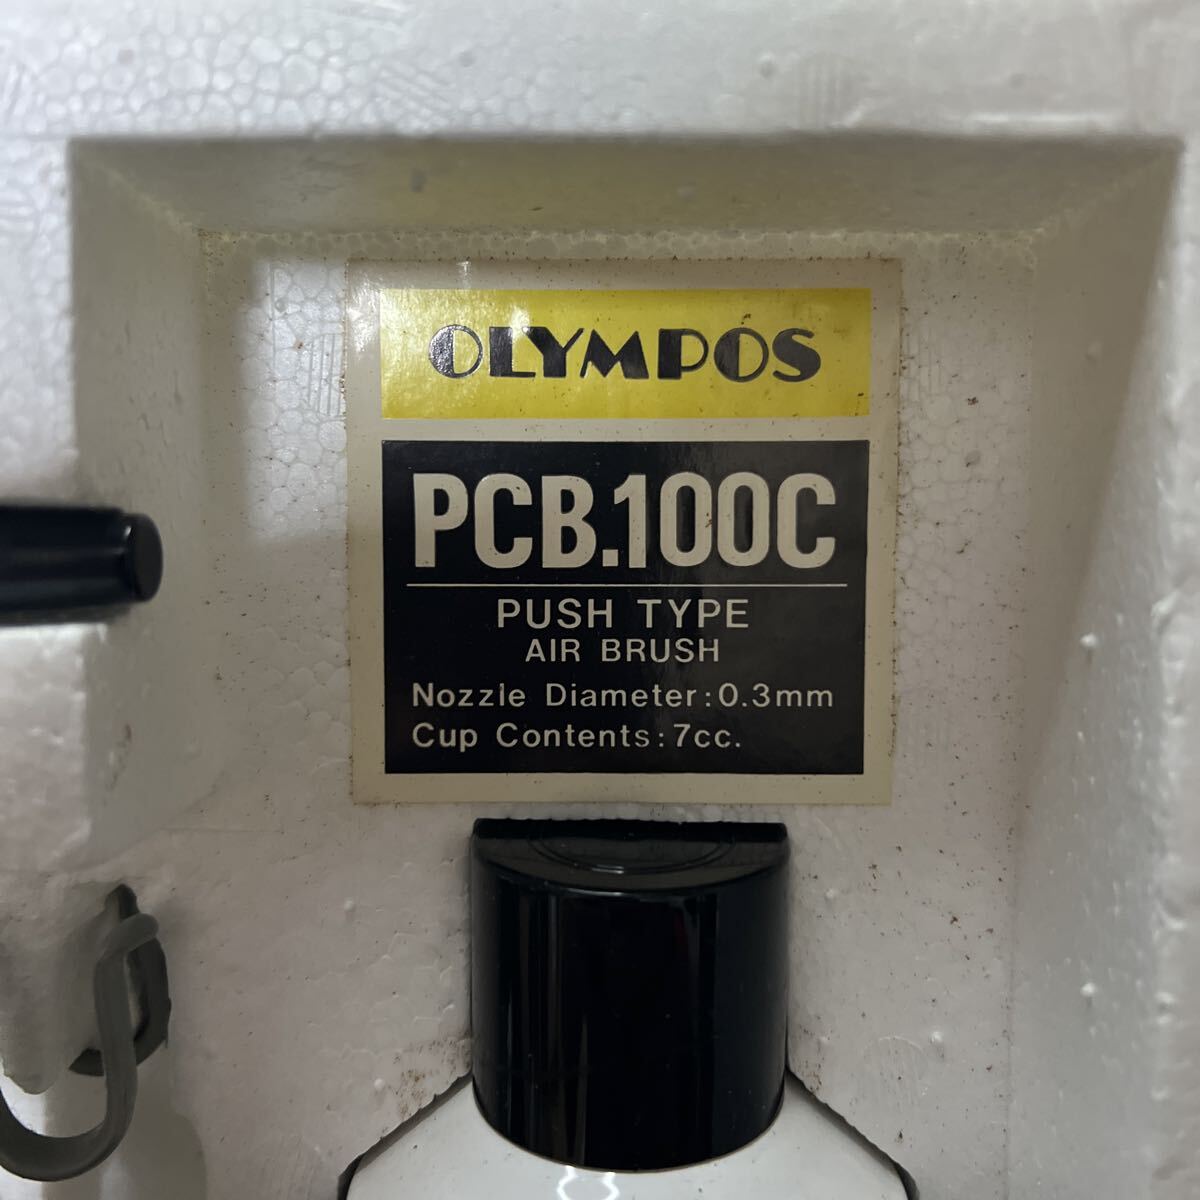 OLYMPOS
PCB.100C
PUSH TYPE
AIR BRUSH
Nozzle Diameter:0.3mm
Cup Contents:7cc.